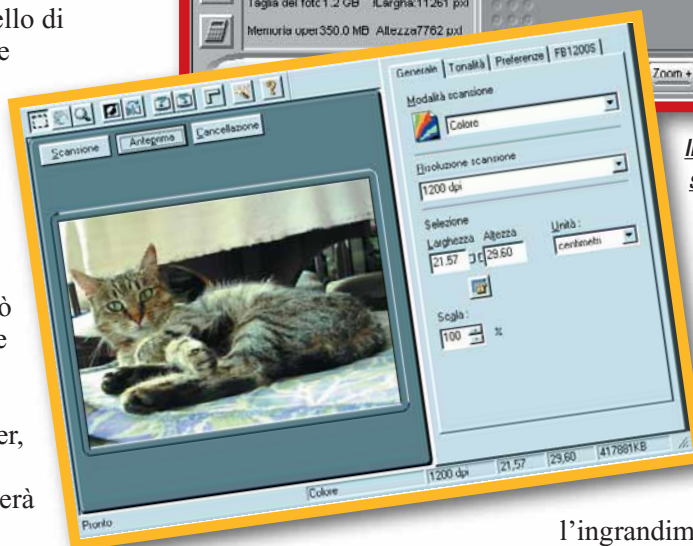 ello di
e
Taglia del foto 1.2 GB Largha:11261 pxl
Memoria oper 350.0 MB Altezza7762 pxl
Zoom +
Generale Tonalità Preferenze FB1200S
Scansione Anteprima Cancellazione
Modalità scansione
Colore
Risoluzione scansione
1200 dpi
Selezione
Larghezza Altezza Unità :
21,57 29,60 centimetri
Scala :
100 %
Pronto Colore 1200 dpi 21,57 29,60 417881KB
ò
e
er,
erà
l’ingrandim